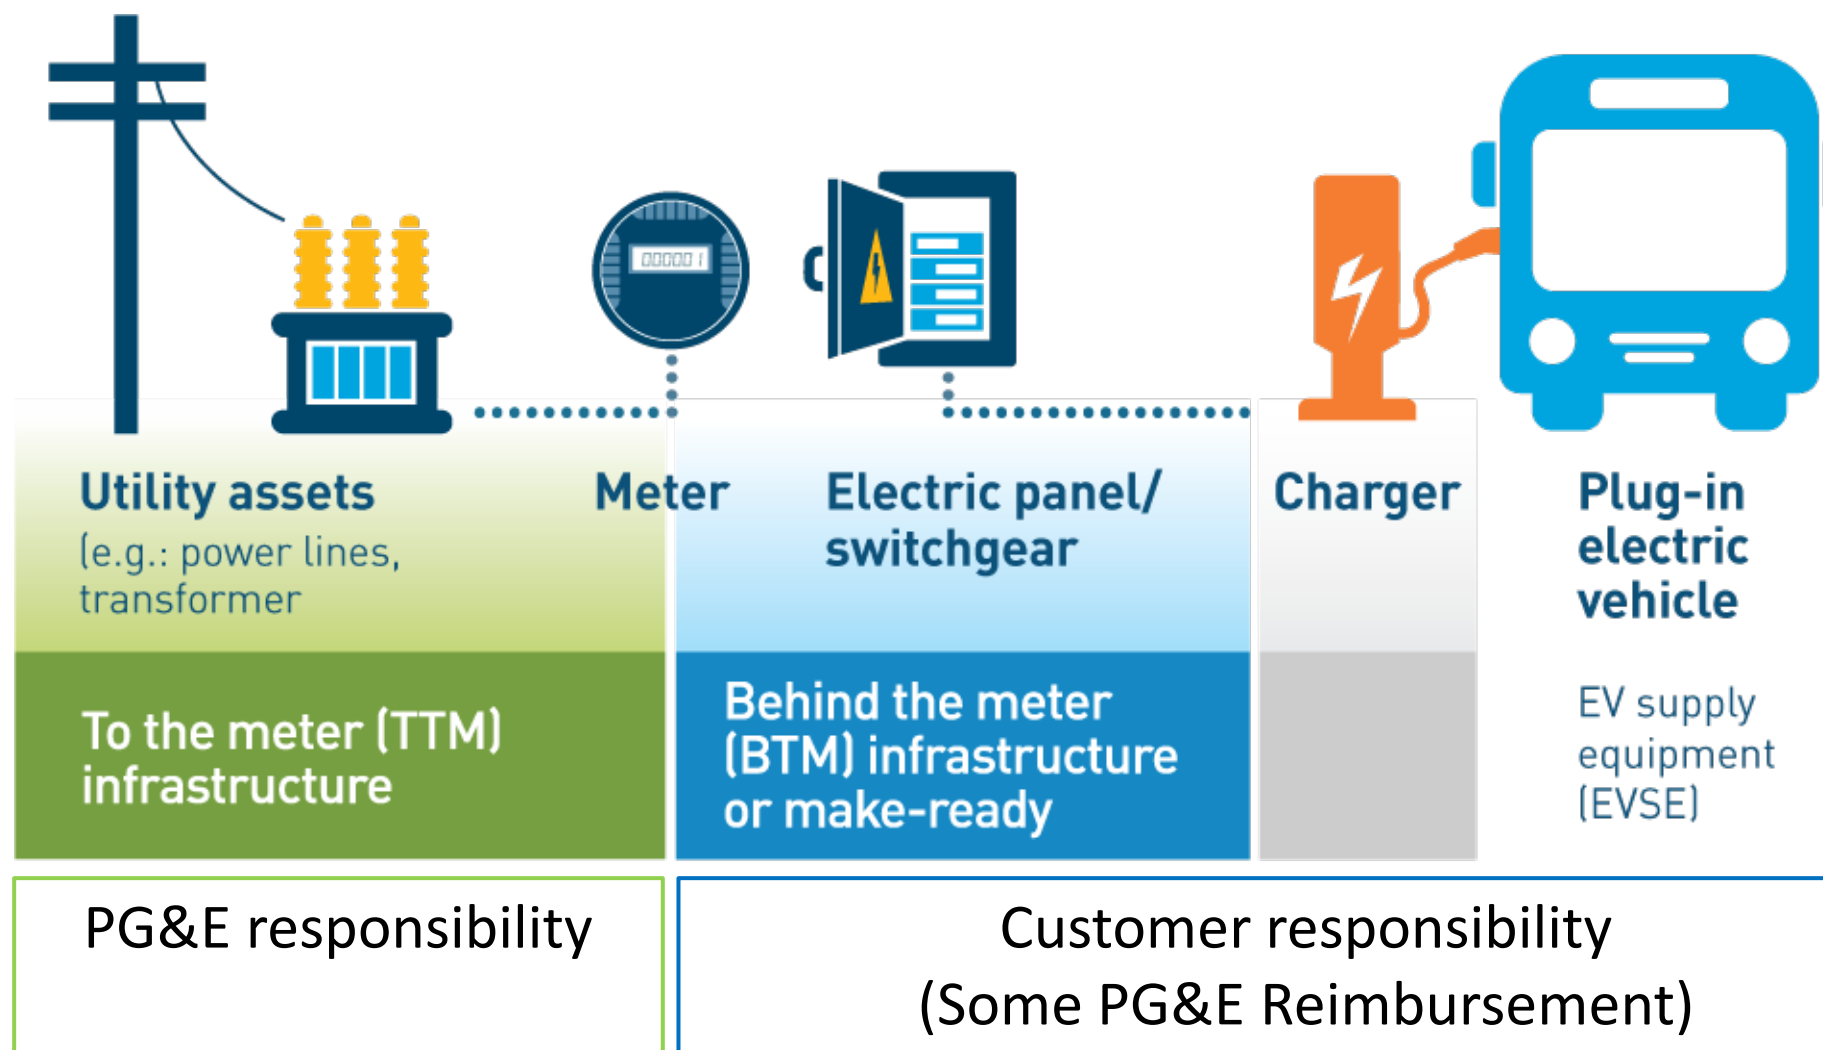 000001
Utility assets
(e.g.: power lines,
transformer
Meter
Electric panel/
switchgear
Charger
Plug-in
electric
vehicle
To the meter (TTM)
infrastructure
Behind the meter
(BTM) infrastructure
or make-ready
EV supply
equipment
(EVSE)
PG&E responsibility
Customer responsibility
(Some PG&E Reimbursement)